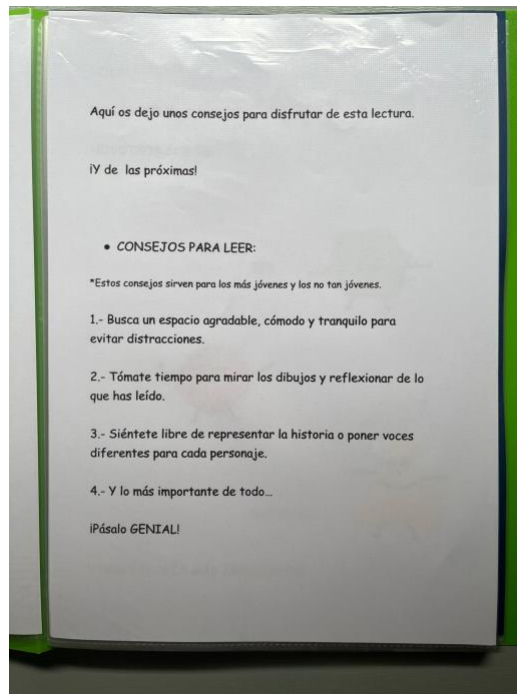 Aquí os dejo unos consejos para disfrutar de esta lectura.
¡Y de las próximas!
• CONSEJOS PARA LEER:
*Estos consejos sirven para los más jóvenes y los no tan jóvenes.
1.- Busca un espacio agradable, cómodo y tranquilo para
evitar distracciones.
2.- Tómate tiempo para mirar los dibujos y reflexionar de lo
que has leído.
3.- Siéntete libre de representar la historia o poner voces
diferentes para cada personaje.
4.- Y lo más importante de todo...
¡Pásalo GENIAL!